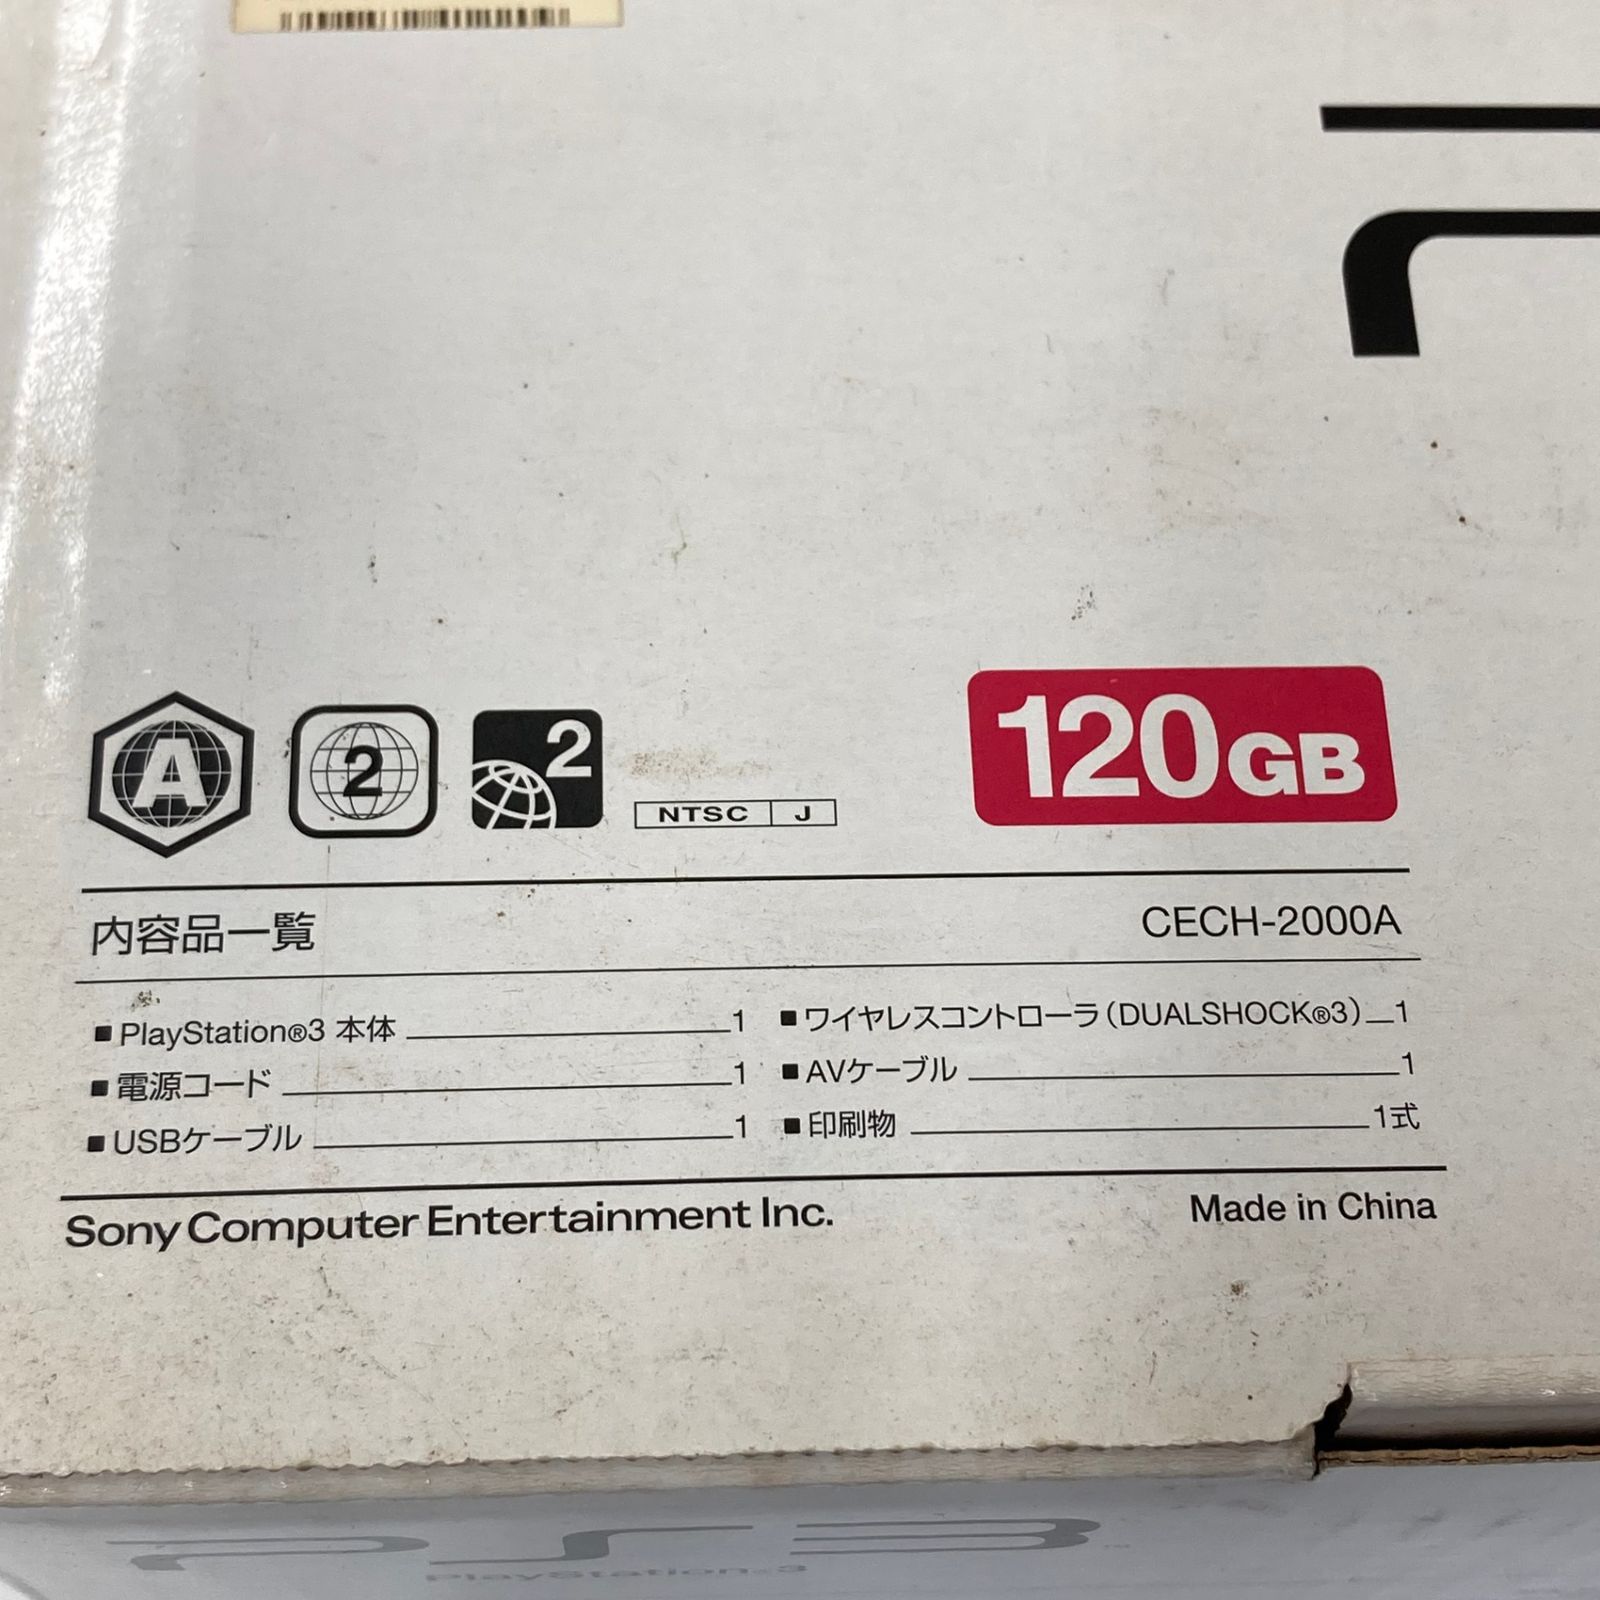 A
2
2
NTSC J
120GB
内容品一覧 CECH-2000A
■PlayStation®3 本体 1 ■ワイヤレスコントローラ(DUALSHOCK®3) 1
■電源コード 1 ■AVケーブル 1
■USBケーブル 1 ■印刷物 1式
Sony Computer Entertainment Inc. Made in China
PS3
PlayStation®3